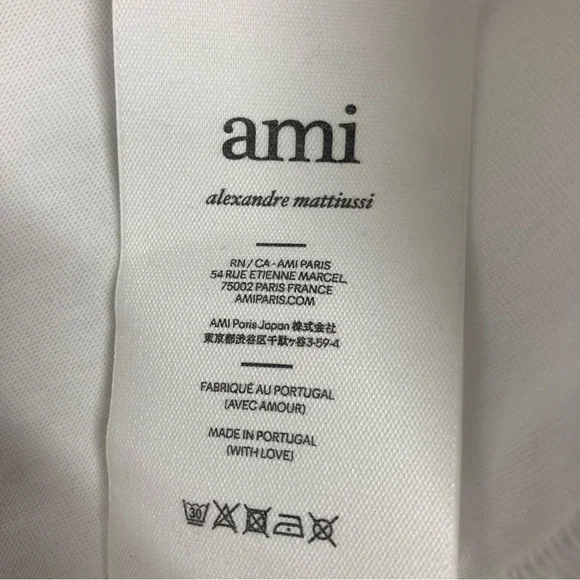 ami
alexandre mattiussi
RN / CA - AMI PARIS
54 RUE ETIENNE MARCEL,
75002 PARIS FRANCE
AMIPARIS.COM
AMI Paris Japan 株式会社
東京都渋谷区千駄ヶ谷3-59-4
FABRIQUÉ AU PORTUGAL
(AVEC AMOUR)
MADE IN PORTUGAL
(WITH LOVE)
30